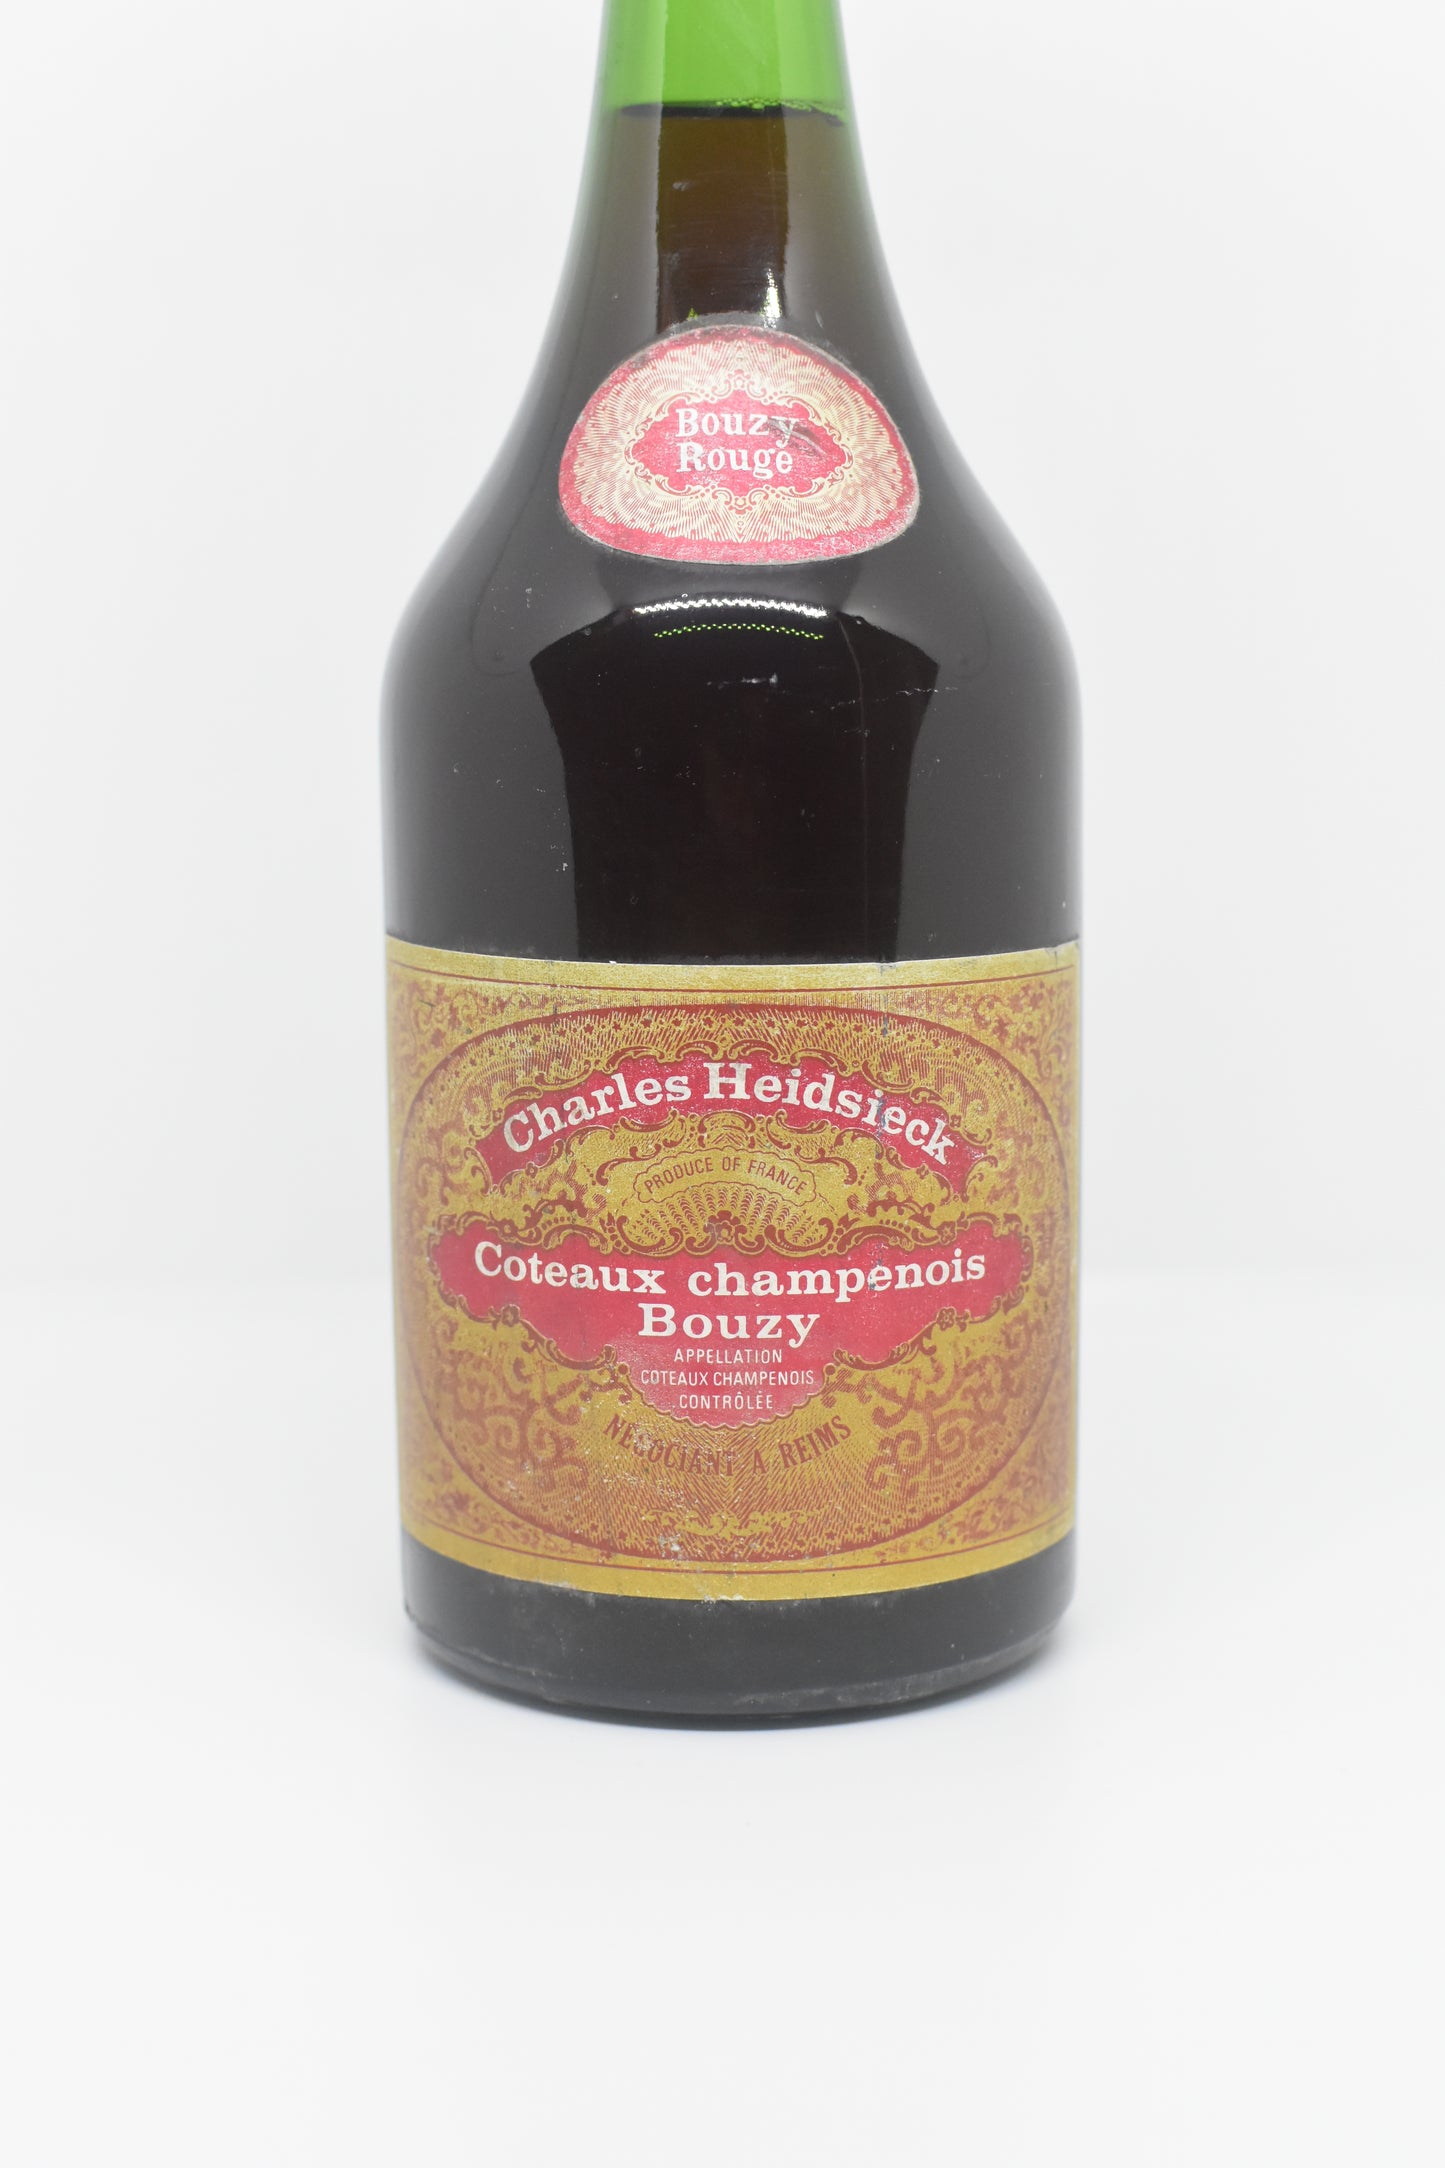 Bouzy
Rouge
Charles Heidsieck
PRODUCE OF FRANCE
Coteaux champenois
Bouzy
APPELLATION
COTEAUX CHAMPENOIS
CONTRÔLÉE
NÉGOCIANT A REIMS